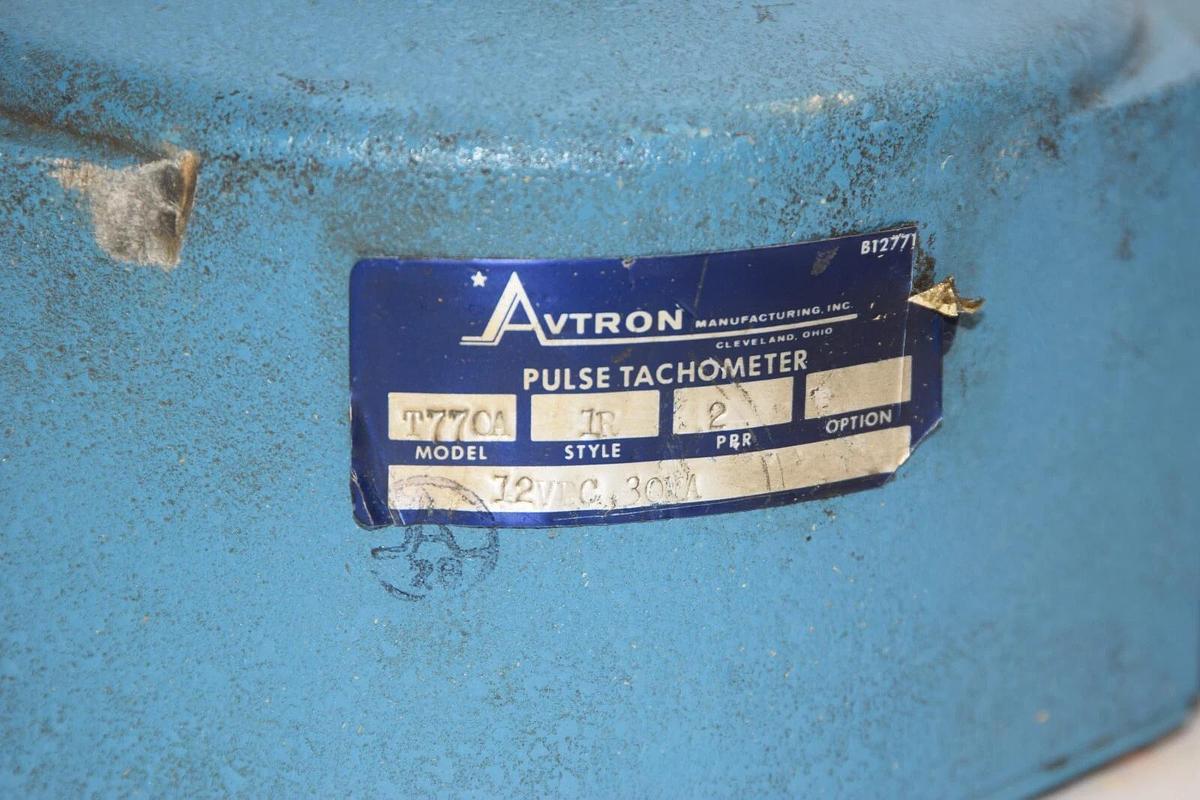 B12771
AVTRON MANUFACTURING, INC.
CLEVELAND, OHIO
PULSE TACHOMETER
T770A 1R 2
MODEL STYLE PPR OPTION
12VDC, 30MA